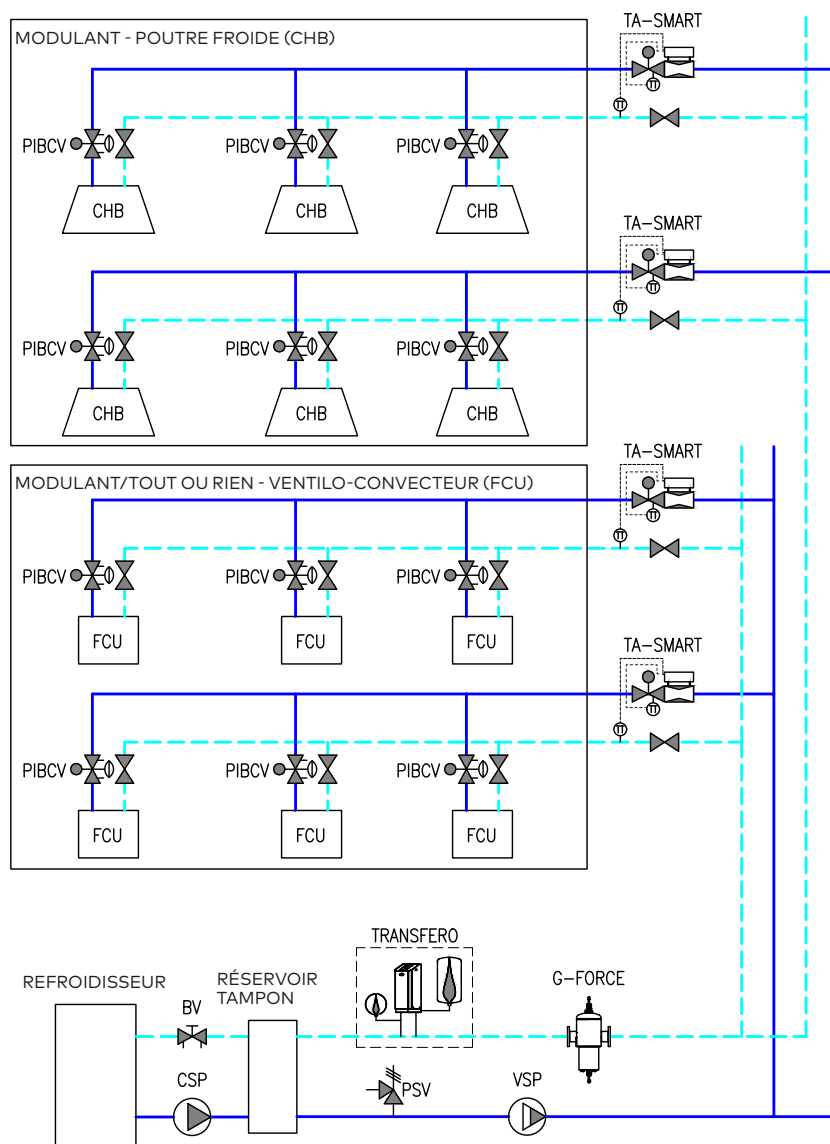 TA-SMART
MODULANT - POUTRE FROIDE (CHB)
PIBCV PIBCV PIBCV
CHB CHB CHB
TA-SMART
PIBCV PIBCV PIBCV
CHB CHB CHB
TA-SMART
MODULANT/TOUT OU RIEN - VENTILO-CONVECTEUR (FCU)
PIBCV PIBCV PIBCV
FCU FCU FCU
TA-SMART
PIBCV PIBCV PIBCV
FCU FCU FCU
TRANSFERO
G-FORCE
REFROIDISSEUR
RÉSERVOIR
TAMPON
BV
CSP
PSV
VSP